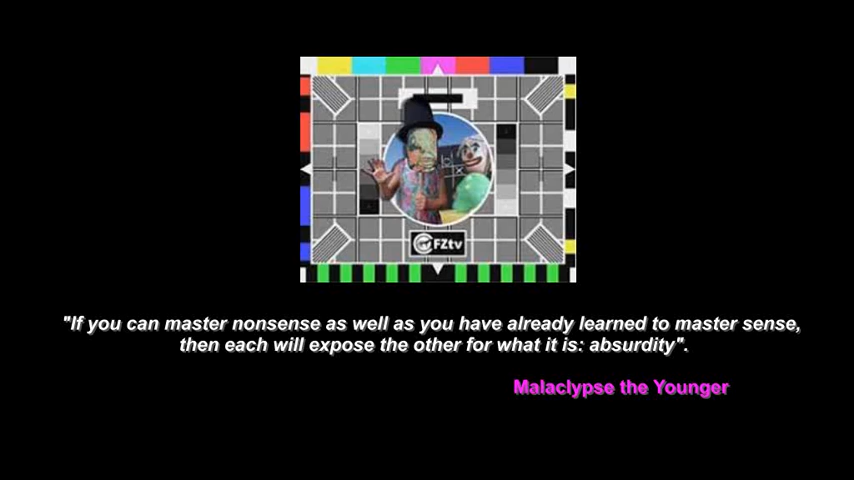 FZtv
"If you can master nonsense as well as you have already learned to master sense,
then each will expose the other for what it is: absurdity".
Malaclypse the Younger